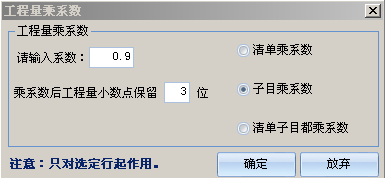 工程量乘系数
工程量乘系数
请输入系数： 0.9
清单乘系数
乘系数后工程量小数点保留 3 位
子目乘系数
清单子目都乘系数
注意：只对选定行起作用。
确定 放弃